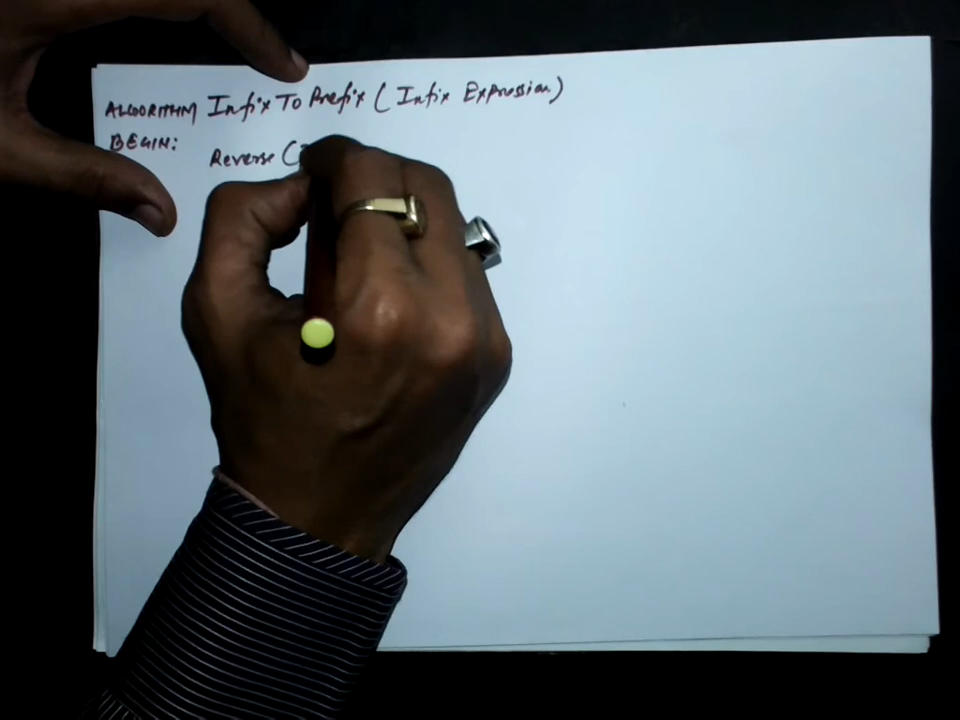 ALGORITHM Infix To Prefix ( Infix Expression)
BEGIN:
Reverse (